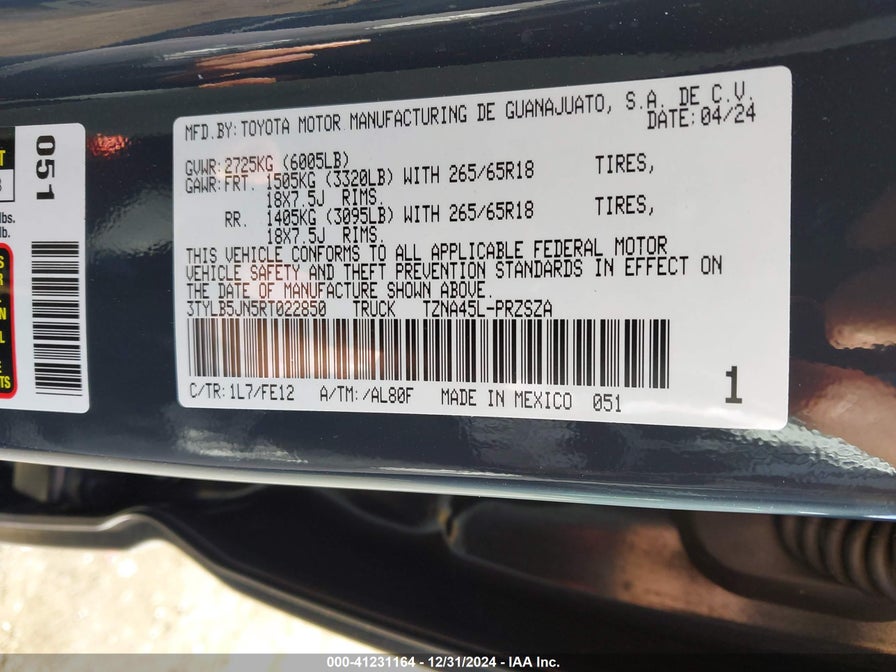 MFD.BY: TOYOTA MOTOR MANUFACTURING DE GUANAJUATO, S.A. DE C.V.
DATE: 04/24
GVWR: 2725KG (6005LB)
GAWR: FRT. 1505KG (3320LB) WITH 265/65R18 TIRES,
18X7.5J RIMS.
RR. 1405KG (3095LB) WITH 265/65R18 TIRES,
18X7.5J RIMS.
THIS VEHICLE CONFORMS TO ALL APPLICABLE FEDERAL MOTOR
VEHICLE SAFETY AND THEFT PREVENTION STANDARDS IN EFFECT ON
THE DATE OF MANUFACTURE SHOWN ABOVE.
3TYLB5JN5RT022850 TRUCK TZNA45L-PRZSZA
C/TR: 1L7/FE12 A/TM: /AL80F MADE IN MEXICO 051
1
051
lbs.
lb.
000-41231164 - 12/31/2024 - IAA Inc.